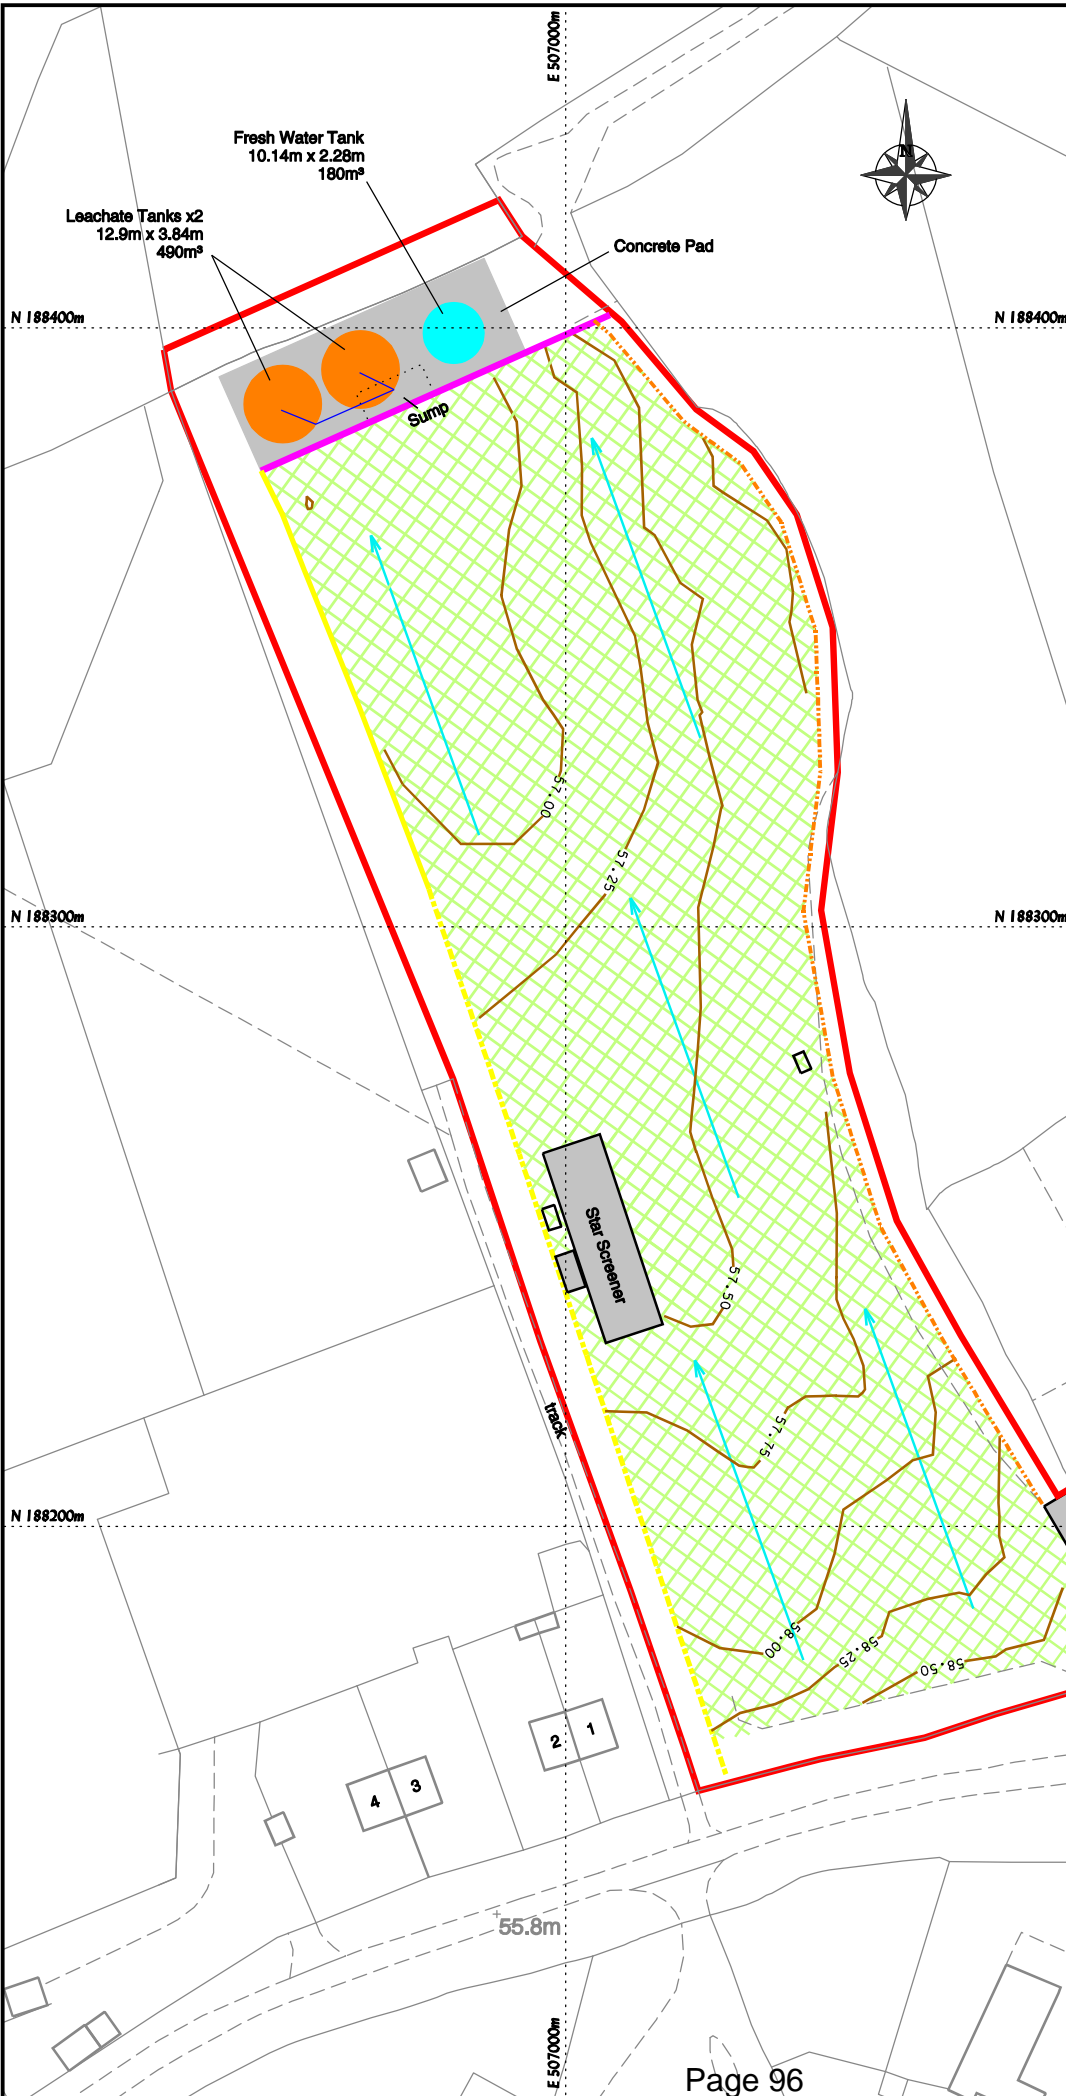 E 507000m
Fresh Water Tank
10.14m x 2.28m
180m³
N
Leachate Tanks x2
12.9m x 3.84m
490m³
Concrete Pad
N 188400m
N 188400m
Sump
57.00
57.25
N 188300m
N 188300m
Star Screener
57.50
track
57.75
N 188200m
58.00
58.25
58.50
2
1
4
3
55.8m
E 507000m
Page 96